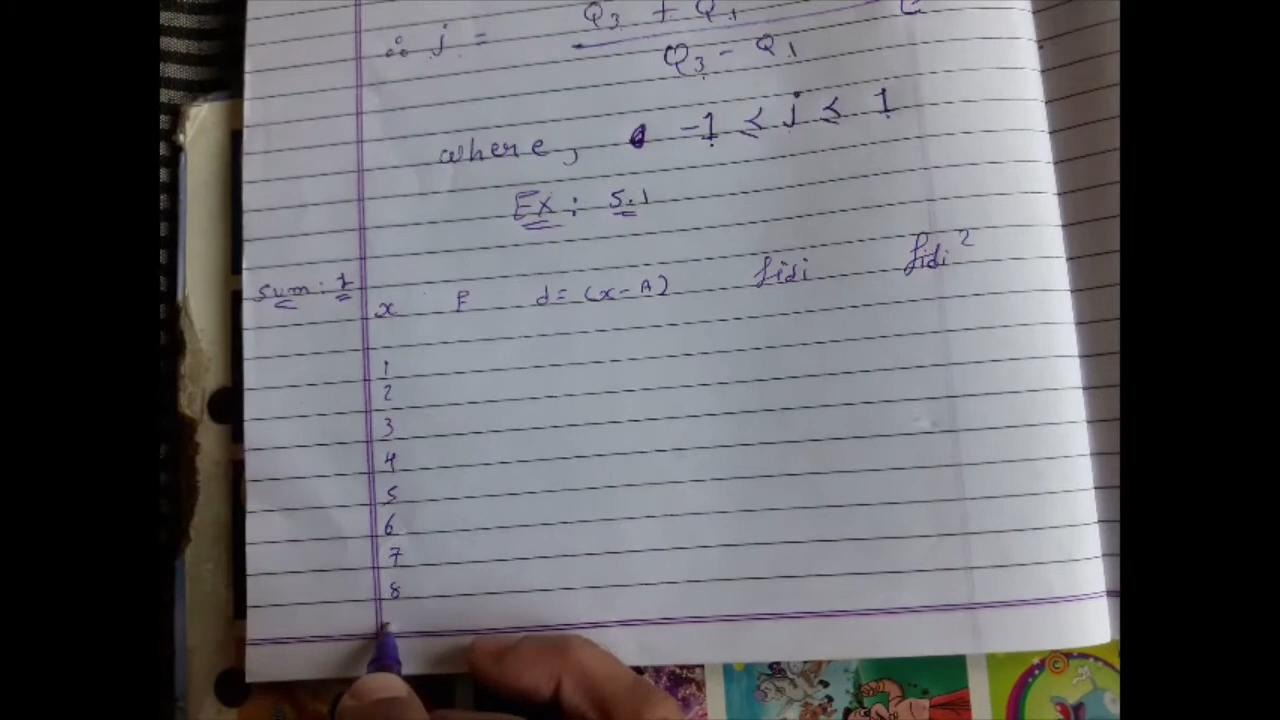 ∴ j = Q₃ + Q₁ / Q₃ - Q₁
where, -1 ≤ j ≤ 1
Ex: 5.1
sum: 1
x F d = (x-A) fidi fidi²
1
2
3
4
5
6
7
8